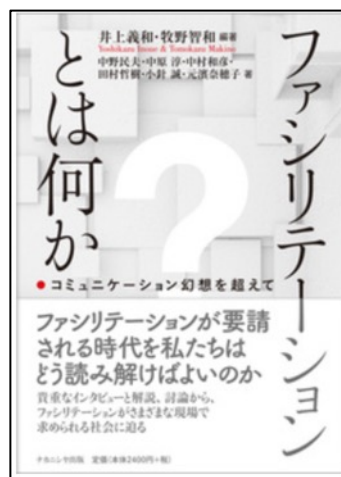 ファシリテーション
とは何か
井上義和・牧野智和 編著
Yoshikazu Inoue & Tomokazu Makino
中野民夫・中原 淳・中村和彦・
田村哲樹・小針 誠・元濱奈穂子 著
?
●コミュニケーション幻想を超えて
ファシリテーションが要請
される時代を私たちは
どう読み解けばよいのか
貴重なインタビューと解説、討論から、
ファシリテーションがさまざまな現場で
求められる社会に迫る
ナカニシヤ出版 定価(本体2400円+税)